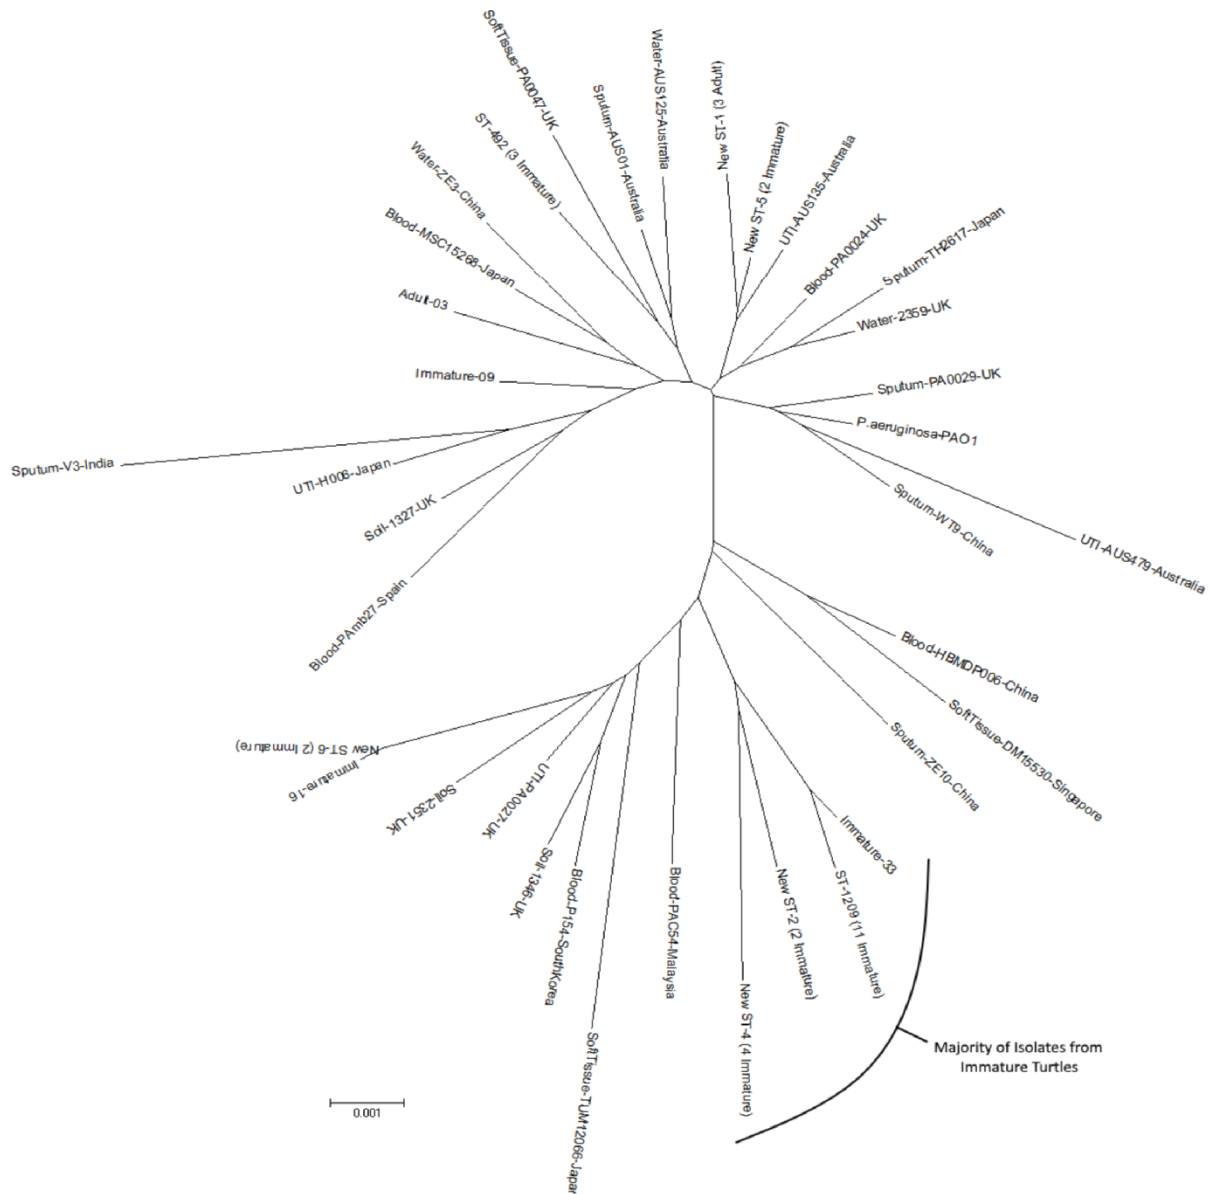 SoftTissue-PA0047-UK
Water-AUS125-Australia
New ST-1 (3 Adult)
Sputum-AUS01-Australia
ST-492 (3 Immature)
New ST-5 (2 Immature)
UTI-AUS135-Australia
Water-ZE3-China
Blood-PA0024-UK
Blood-MSC15268-Japan
Sputum-TH2617-Japan
Adult-03
Water-2359-UK
Immature-09
Sputum-PA0029-UK
P.aeruginosa-PAO1
Sputum-V3-India
UTI-H006-Japan
Sputum-WT9-China
Soil-1327-UK
UTI-AUS479-Australia
Blood-PAmb27-Spain
Blood-HBMDP006-China
SoftTissue-DM15530-Singapore
Sputum-ZE10-China
New ST-6 (2 Immature)
Immature-16
Soil-2351-UK
UTI-PA0027-UK
Soil-1346-UK
Blood-P154-SouthKorea
SoftTissue-TUM12066-Japan
Blood-PAC54-Malaysia
New ST-4 (4 Immature)
New ST-2 (2 Immature)
ST-1209 (11 Immature)
Immature-33
Majority of Isolates from
Immature Turtles
0.001